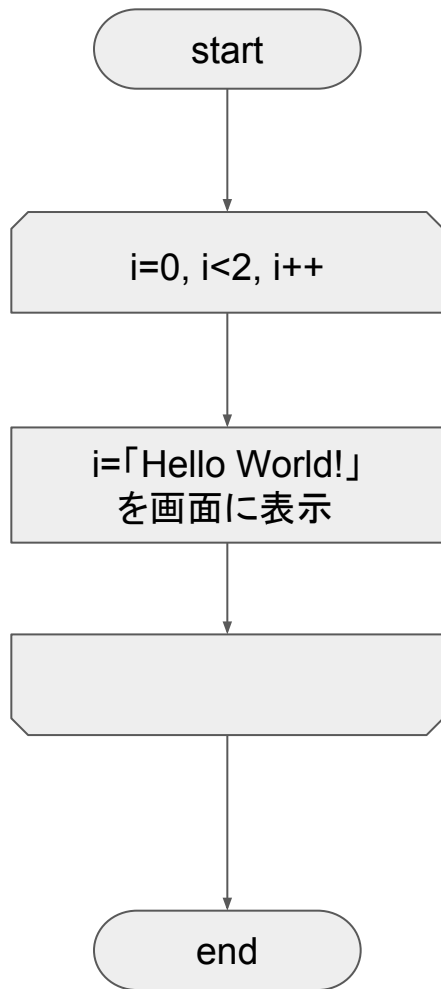 start
i=0, i<2, i++
i=「Hello World!」
を画面に表示
end